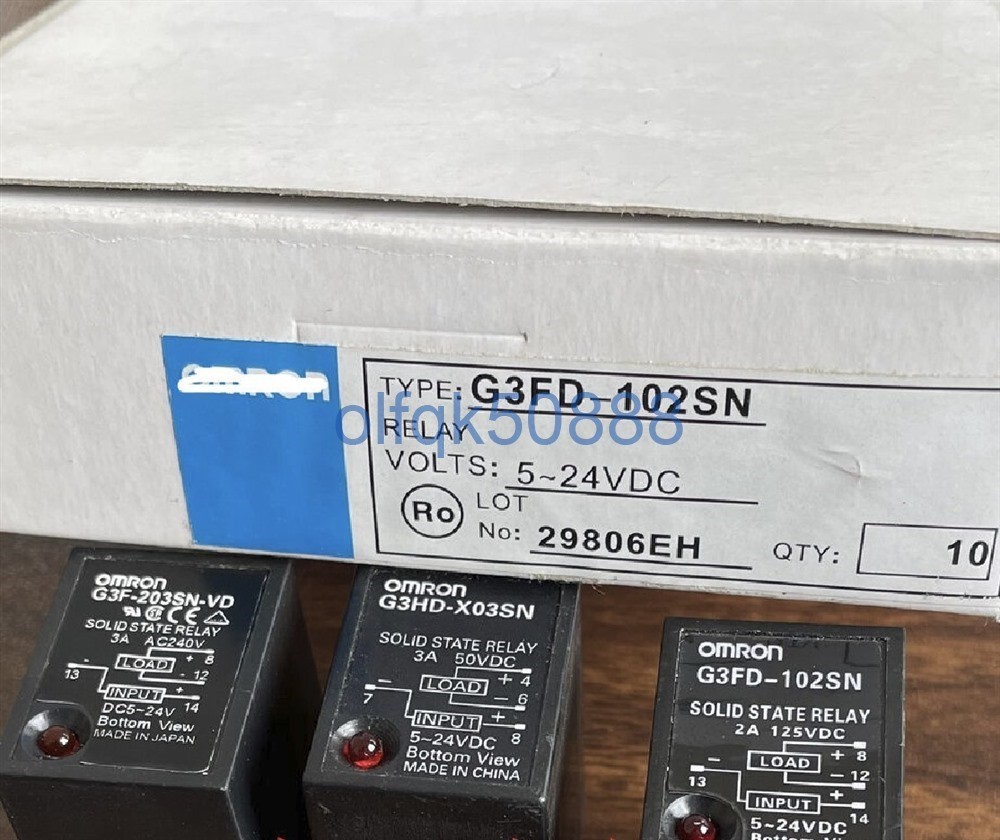 OMRON
TYPE: G3FD-102SN
RELAY
VOLTS: 5~24VDC
Ro
LOT
No: 29806EH
QTY: 10
olfqk50888
OMRON
G3F-203SN-VD
CE
SOLID STATE RELAY
3A AC240V
- LOAD + 8
13 - 12
INPUT + 14
DC5~24V
Bottom View
MADE IN JAPAN
OMRON
G3HD-X03SN
SOLID STATE RELAY
3A 50VDC
- LOAD + 4
7 - 6
INPUT + 8
5~24VDC
Bottom View
MADE IN CHINA
OMRON
G3FD-102SN
SOLID STATE RELAY
2A 125VDC
- LOAD + 8
13 - 12
INPUT + 14
5~24VDC